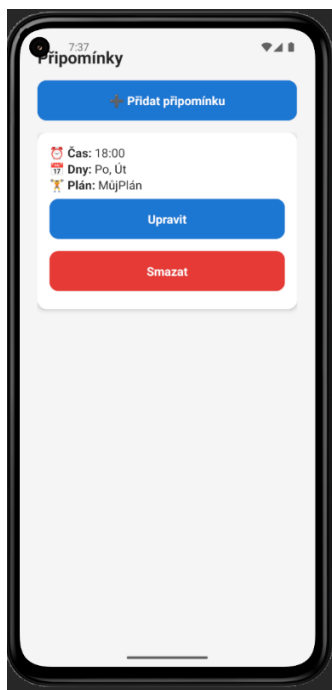 7:37
Připomínky
➕ Přidat připomínku
⏰ Čas: 18:00
📅 Dny: Po, Út
🏋️ Plán: MůjPlán
Upravit
Smazat